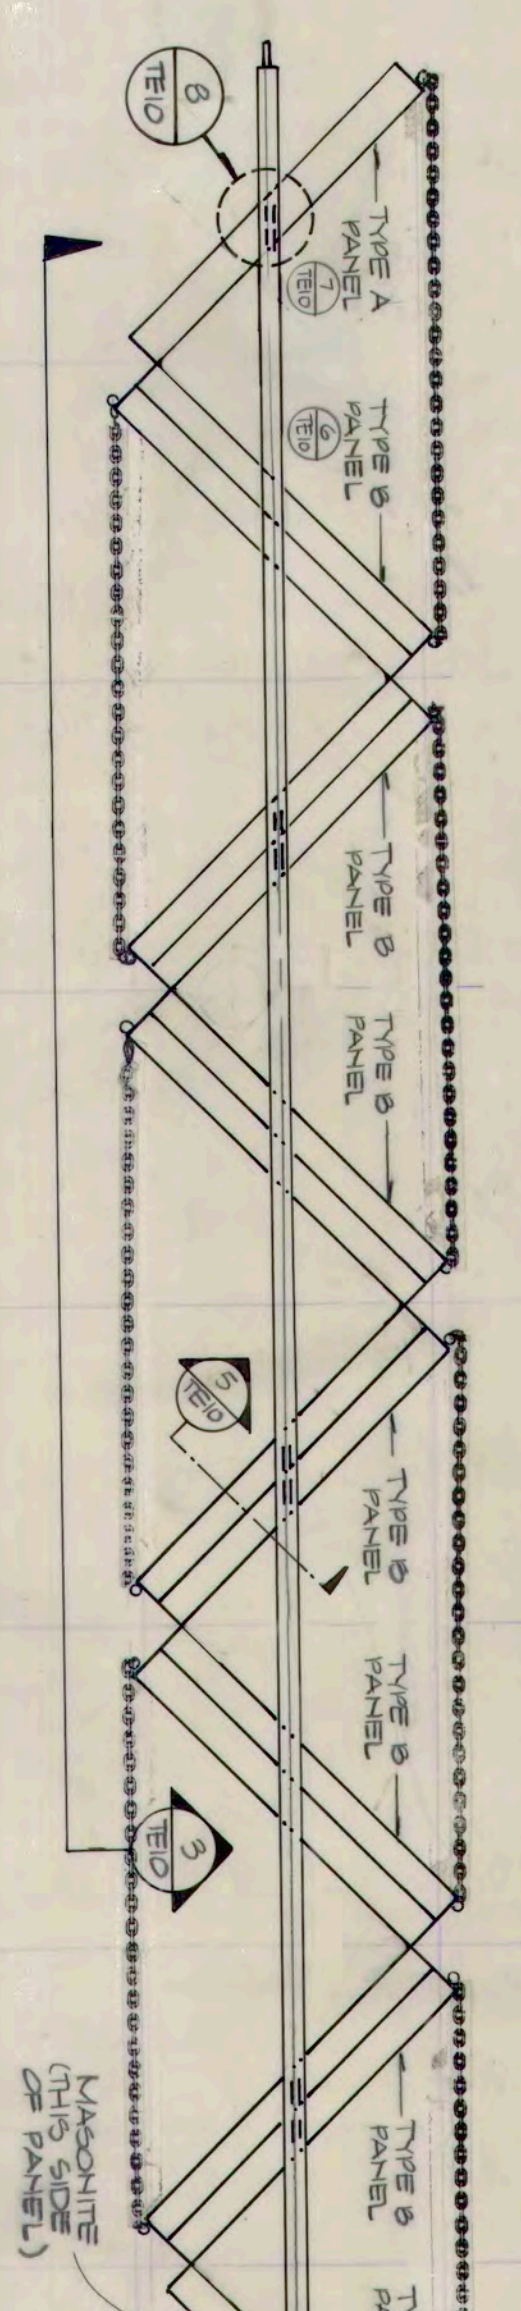 8
TE10
TYPE A
PANEL
7
TE10
TYPE B
PANEL
6
TE10
TYPE B
PANEL
TYPE B
PANEL
5
TE10
TYPE B
PANEL
TYPE B
PANEL
3
TE10
TYPE B
PANEL
MASONITE
(THIS SIDE
OF PANEL)